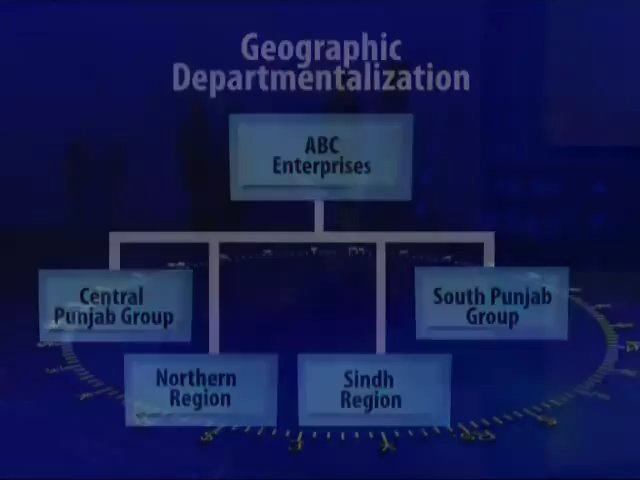 Geographic
Departmentalization
ABC
Enterprises
Central
Punjab Group
South Punjab
Group
Northern
Region
Sindh
Region